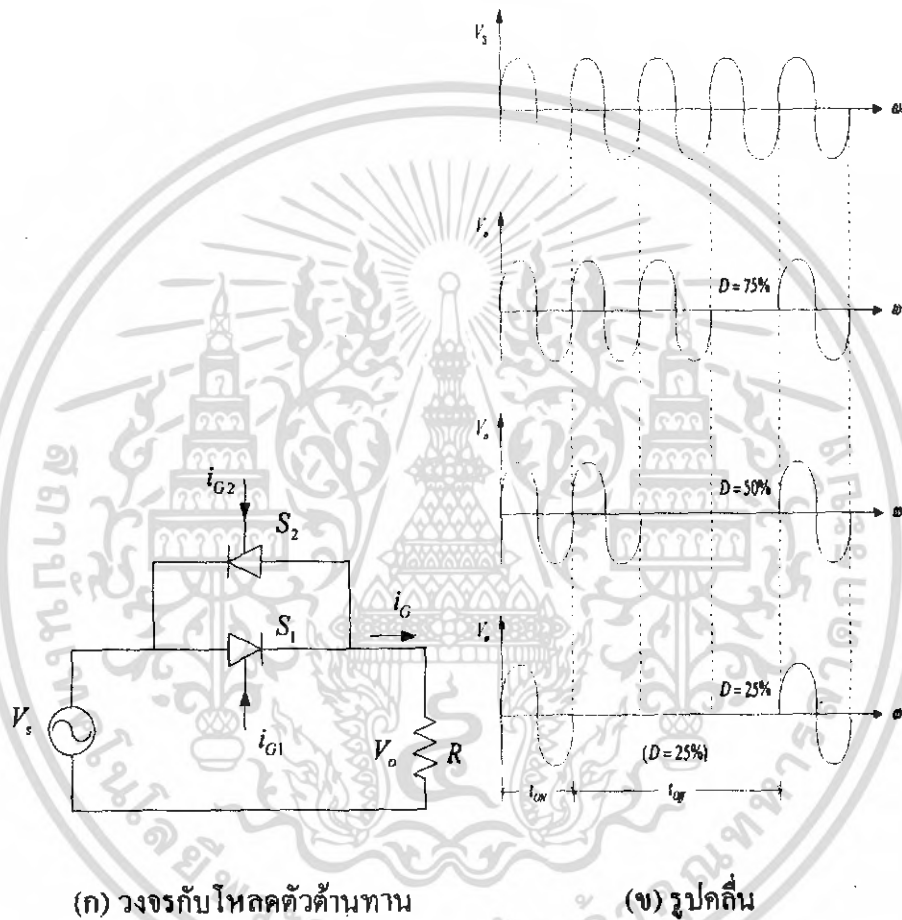 V_s
ω
V_o
D = 75%
ω
V_o
D = 50%
ω
V_o
D = 25%
ω
(D = 25%)
t_ON
t_off
i_G2
S_2
i_G
S_1
V_s
i_G1
V_o
R
(ก) วงจรกับโหลดตัวต้านทาน
(ข) รูปคลื่น